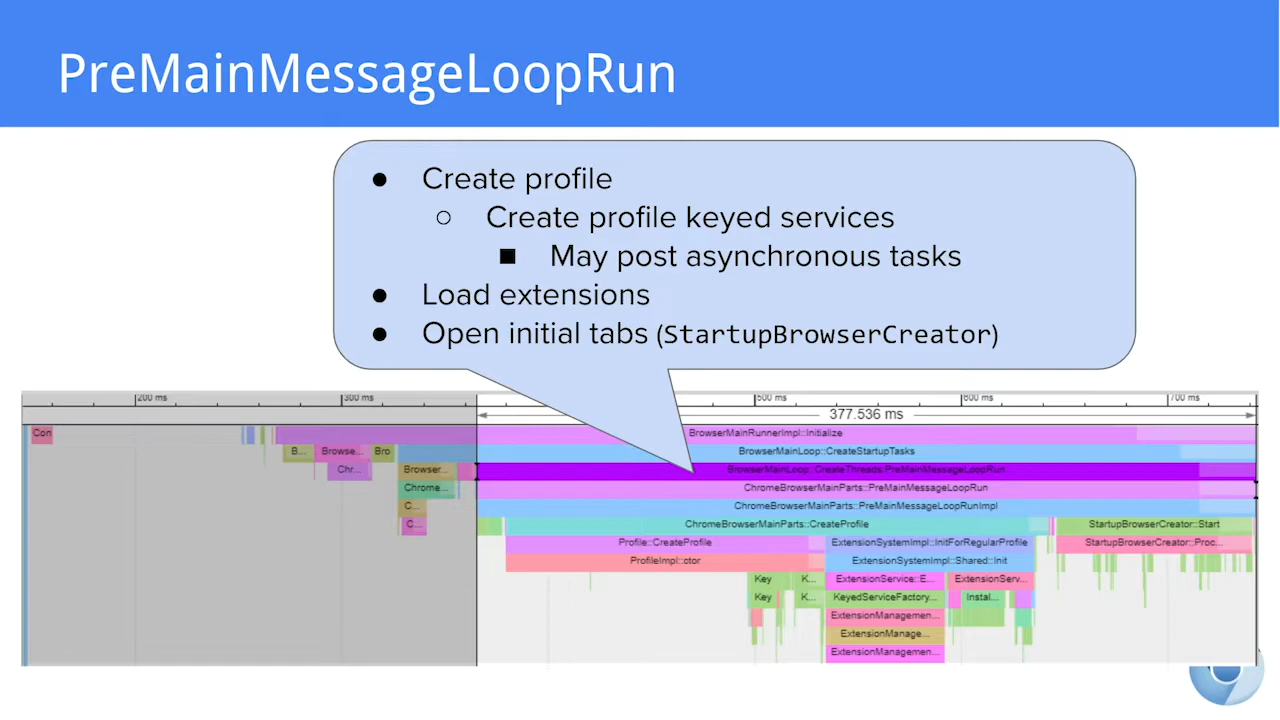 PreMainMessageLoopRun
● Create profile
○ Create profile keyed services
■ May post asynchronous tasks
● Load extensions
● Open initial tabs (StartupBrowserCreator)
200 ms 300 ms 500 ms 600 ms 700 ms
377.536 ms
Con BrowserMainRunnerImpl::Initialize
B... Browse... Bro BrowserMainLoop::CreateStartupTasks
Chr... Browser... BrowserMainLoop::CreateThreads:PreMainMessageLoopRun
Chrome... ChromeBrowserMainParts::PreMainMessageLoopRun
C... ChromeBrowserMainParts::PreMainMessageLoopRunImpl
C... ChromeBrowserMainParts::CreateProfile StartupBrowserCreator::Start
Profile::CreateProfile ExtensionSystemImpl::InitForRegularProfile StartupBrowserCreator::Proc...
ProfileImpl::ctor ExtensionSystemImpl::Shared::Init
Key K... ExtensionService::E... ExtensionServ...
Key K... KeyedServiceFactory... Instal...
ExtensionManagemen...
ExtensionManage...
ExtensionManagemen...